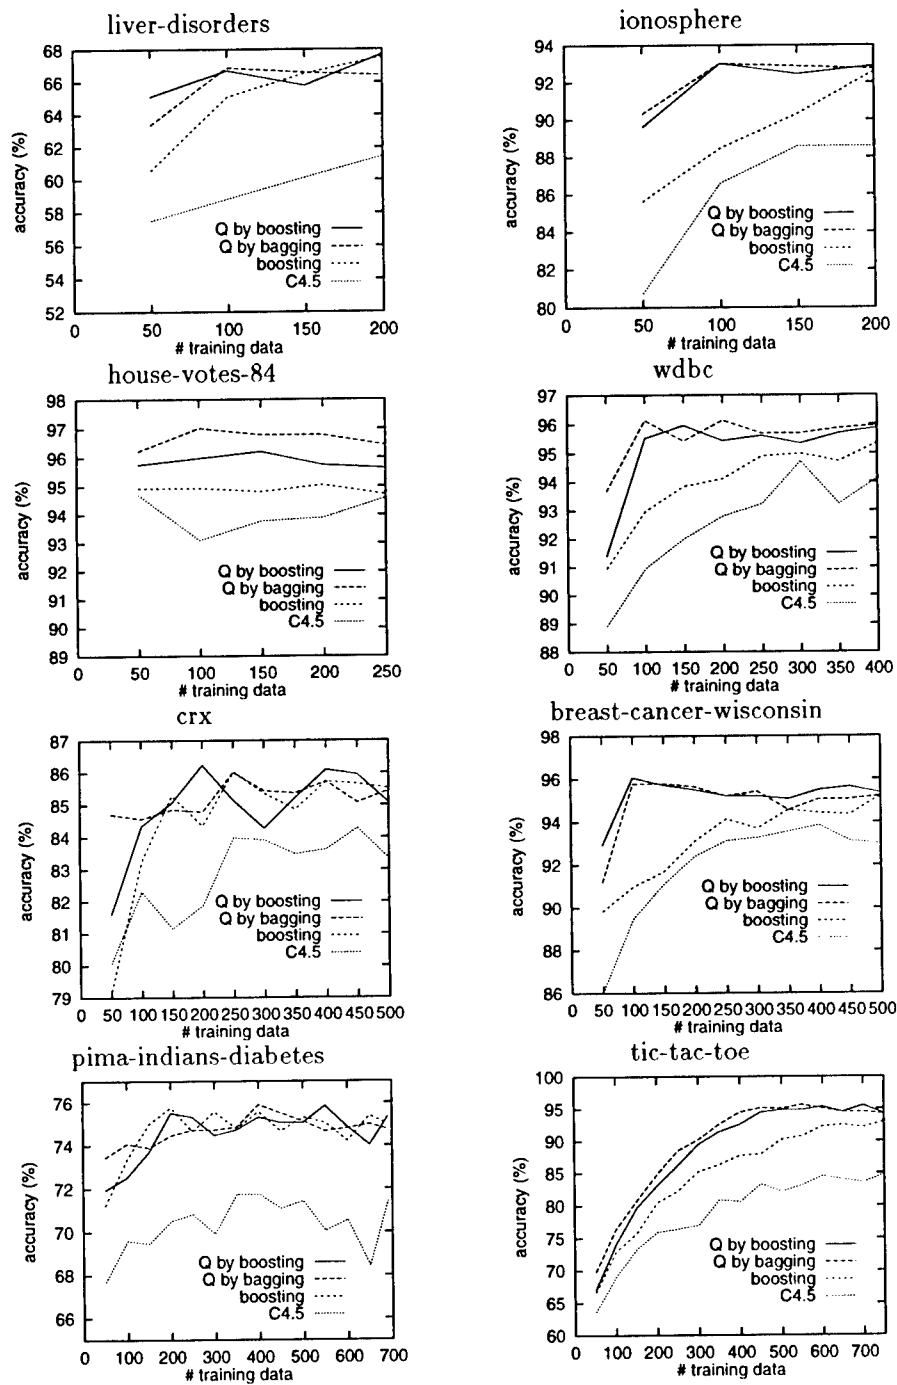 liver-disorders
68
66
64
62
60
58
56
54
52
accuracy (%)
Q by boosting
Q by bagging
boosting
C4.5
0 50 100 150 200
# training data
ionosphere
94
92
90
88
86
84
82
80
accuracy (%)
Q by boosting
Q by bagging
boosting
C4.5
0 50 100 150 200
# training data
house-votes-84
98
97
96
95
94
93
92
91
90
89
accuracy (%)
Q by boosting
Q by bagging
boosting
C4.5
0 50 100 150 200 250
# training data
wdbc
97
96
95
94
93
92
91
90
89
88
accuracy (%)
Q by boosting
Q by bagging
boosting
C4.5
0 50 100 150 200 250 300 350 400
# training data
crx
87
86
85
84
83
82
81
80
79
accuracy (%)
Q by boosting
Q by bagging
boosting
C4.5
0 50 100 150 200 250 300 350 400 450 500
# training data
breast-cancer-wisconsin
98
96
94
92
90
88
86
accuracy (%)
Q by boosting
Q by bagging
boosting
C4.5
0 50 100 150 200 250 300 350 400 450 500
# training data
pima-indians-diabetes
76
74
72
70
68
66
accuracy (%)
Q by boosting
Q by bagging
boosting
C4.5
0 100 200 300 400 500 600 700
# training data
tic-tac-toe
100
95
90
85
80
75
70
65
60
accuracy (%)
Q by boosting
Q by bagging
boosting
C4.5
0 100 200 300 400 500 600 700
# training data